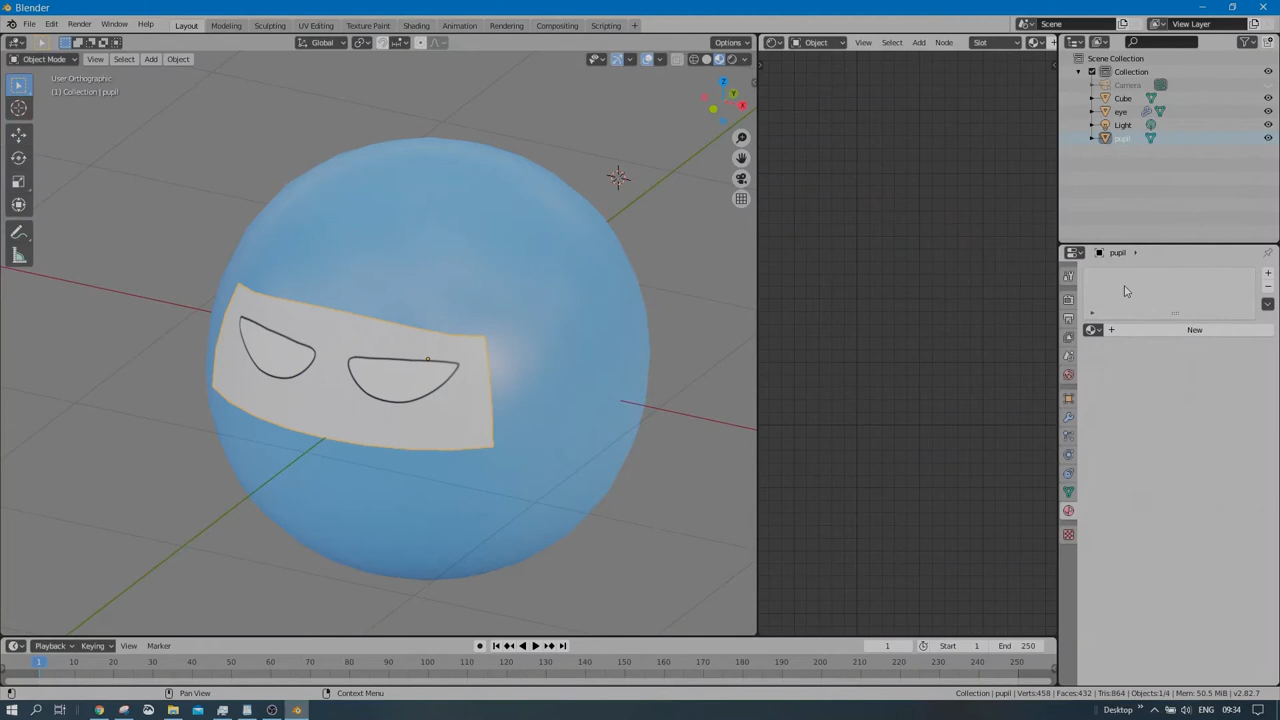 Blender
File Edit Render Window Help
Layout Modeling Sculpting UV Editing Texture Paint Shading Animation Rendering Compositing Scripting +
Scene
View Layer
Global
Options
Object
View Select Add Node
Slot
Object Mode View Select Add Object
User Orthographic
(1) Collection | pupil
Z
Y
X
Scene Collection
Collection
Camera
Cube
eye
Light
pupil
pupil
New
Playback Keying View Marker
1
Start 1
End 250
1 10 20 30 40 50 60 70 80 90 100 110 120 130 140 150 160 170 180 190 200 210 220 230 240 250
Pan View
Context Menu
Collection | pupil | Verts:458 | Faces:432 | Tris:864 | Objects:1/4 | Mem: 50.5 MiB | v2.82.7
Desktop
ENG
09:34